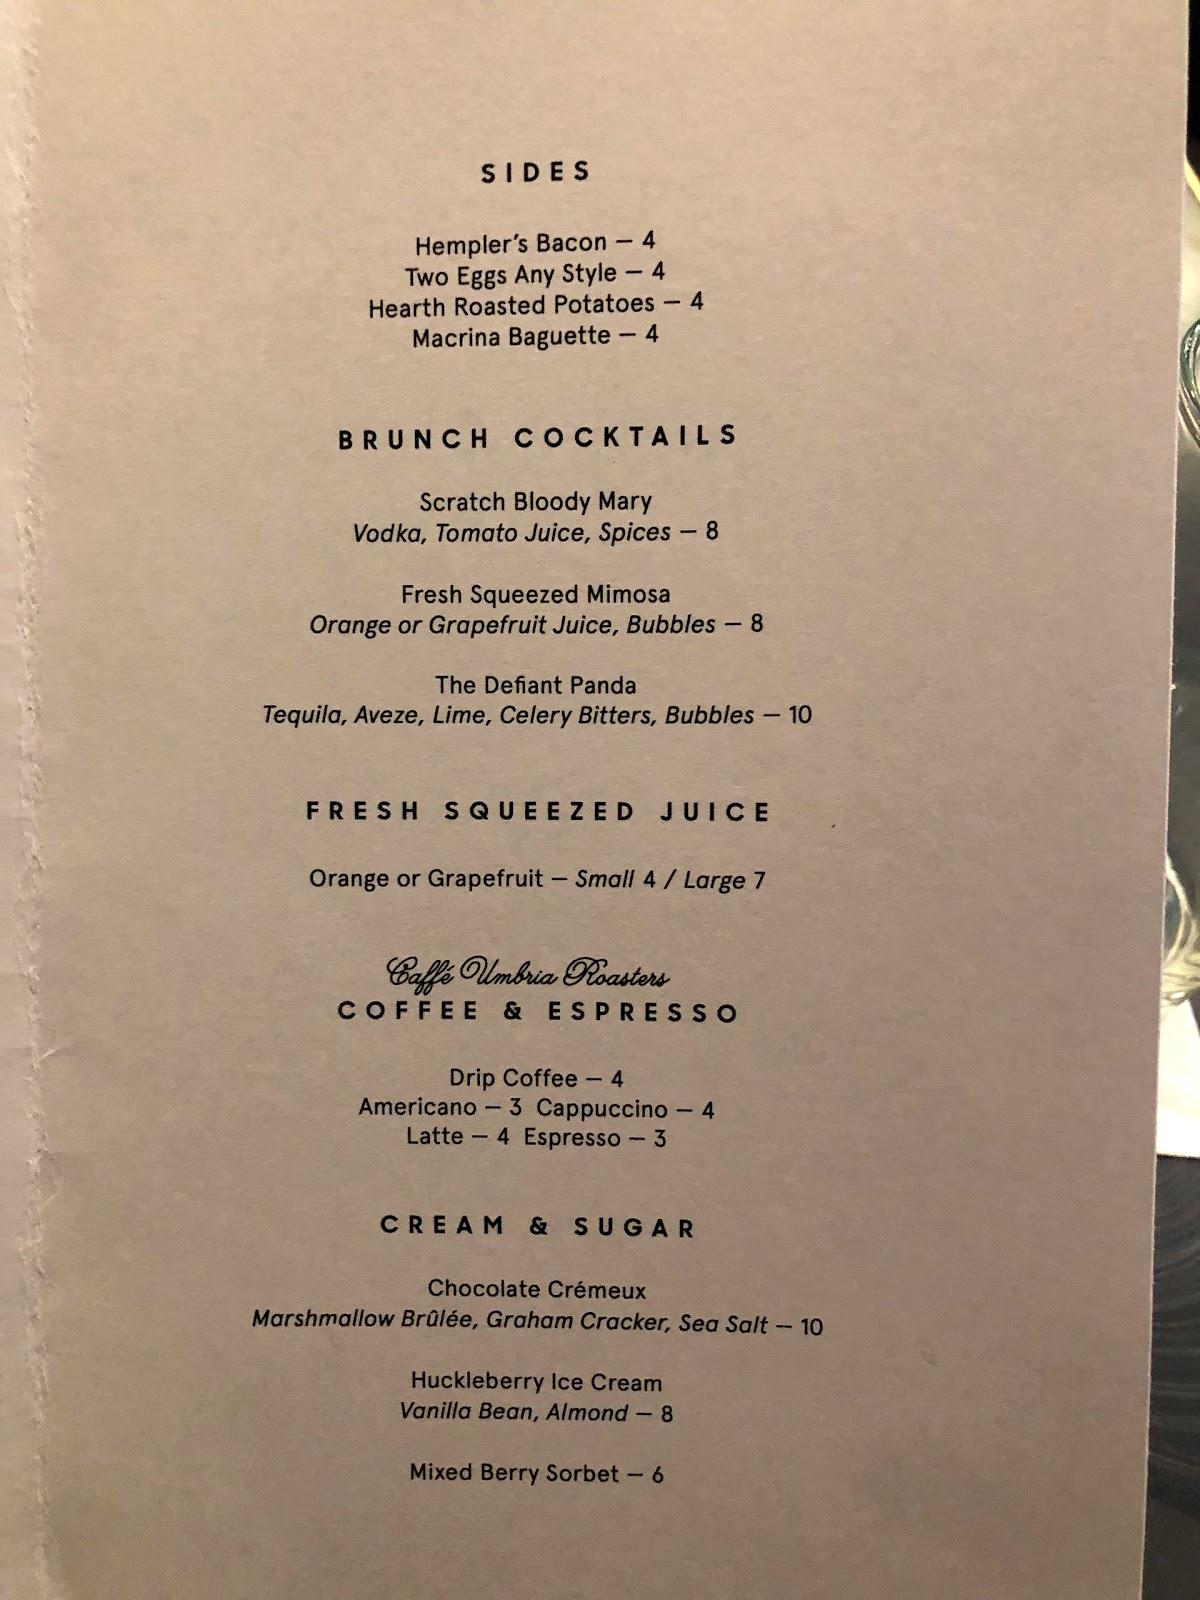 SIDES
Hempler's Bacon — 4
Two Eggs Any Style — 4
Hearth Roasted Potatoes — 4
Macrina Baguette — 4
BRUNCH COCKTAILS
Scratch Bloody Mary
Vodka, Tomato Juice, Spices — 8
Fresh Squeezed Mimosa
Orange or Grapefruit Juice, Bubbles — 8
The Defiant Panda
Tequila, Aveze, Lime, Celery Bitters, Bubbles — 10
FRESH SQUEEZED JUICE
Orange or Grapefruit — Small 4 / Large 7
Caffé Umbria Roasters
COFFEE & ESPRESSO
Drip Coffee — 4
Americano — 3 Cappuccino — 4
Latte — 4 Espresso — 3
CREAM & SUGAR
Chocolate Crémeux
Marshmallow Brûlée, Graham Cracker, Sea Salt — 10
Huckleberry Ice Cream
Vanilla Bean, Almond — 8
Mixed Berry Sorbet — 6